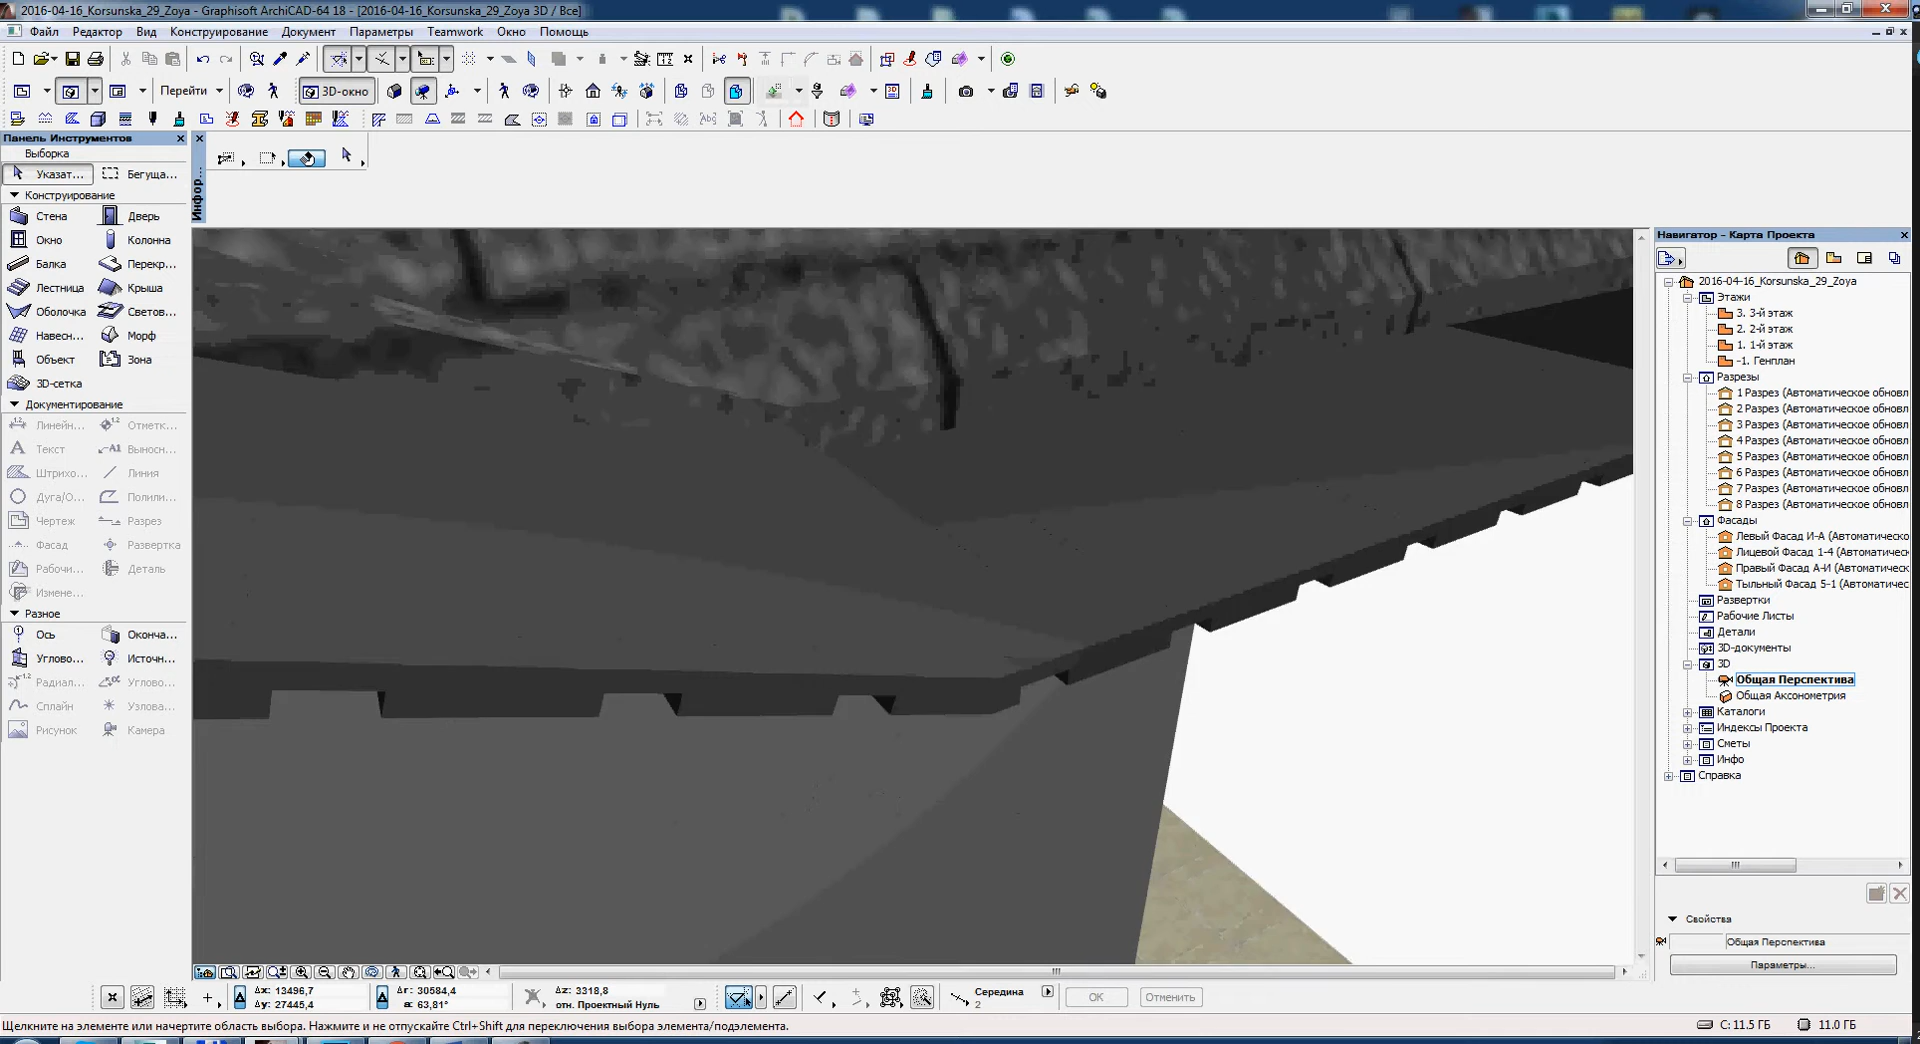 2016-04-16_Korsunska_29_Zoya - Graphisoft ArchiCAD-64 18 - [2016-04-16_Korsunska_29_Zoya 3D / Все]
Файл Редактор Вид Конструирование Документ Параметры Teamwork Окно Помощь
Перейти 3D-окно
Панель Инструментов
Выборка
Указат... Бегуща...
Конструирование
Стена Дверь
Окно Колонна
Балка Перекр...
Лестница Крыша
Оболочка Светов...
Навесн... Морф
Объект Зона
3D-сетка
Документирование
Линейн... Отметк...
Текст Выносн...
Штрихо... Линия
Дуга/О... Полили...
Чертеж Разрез
Фасад Развертка
Рабочи... Деталь
Измене...
Разное
Ось Оконча...
Углово... Источн...
Радиал... Углово...
Сплайн Узлова...
Рисунок Камера
Инфор...
Навигатор - Карта Проекта
2016-04-16_Korsunska_29_Zoya
Этажи
3. 3-й этаж
2. 2-й этаж
1. 1-й этаж
-1. Генплан
Разрезы
1 Разрез (Автоматическое обновл
2 Разрез (Автоматическое обновл
3 Разрез (Автоматическое обновл
4 Разрез (Автоматическое обновл
5 Разрез (Автоматическое обновл
6 Разрез (Автоматическое обновл
7 Разрез (Автоматическое обновл
8 Разрез (Автоматическое обновл
Фасады
Левый Фасад И-А (Автоматическо
Лицевой Фасад 1-4 (Автоматическ
Правый Фасад А-И (Автоматическо
Тыльный Фасад 5-1 (Автоматичес
Развертки
Рабочие Листы
Детали
3D-документы
3D
Общая Перспектива
Общая Аксонометрия
Каталоги
Индексы Проекта
Сметы
Инфо
Справка
Свойства
Общая Перспектива
Параметры...
Δx: 13496,7
Δy: 27445,4
Δr: 30584,4
a: 63,81°
Δz: 3318,8
отн. Проектный Нуль
Середина
2
OK Отменить
Щелкните на элементе или начертите область выбора. Нажмите и не отпускайте Ctrl+Shift для переключения выбора элемента/подэлемента.
C: 11.5 ГБ 11.0 ГБ